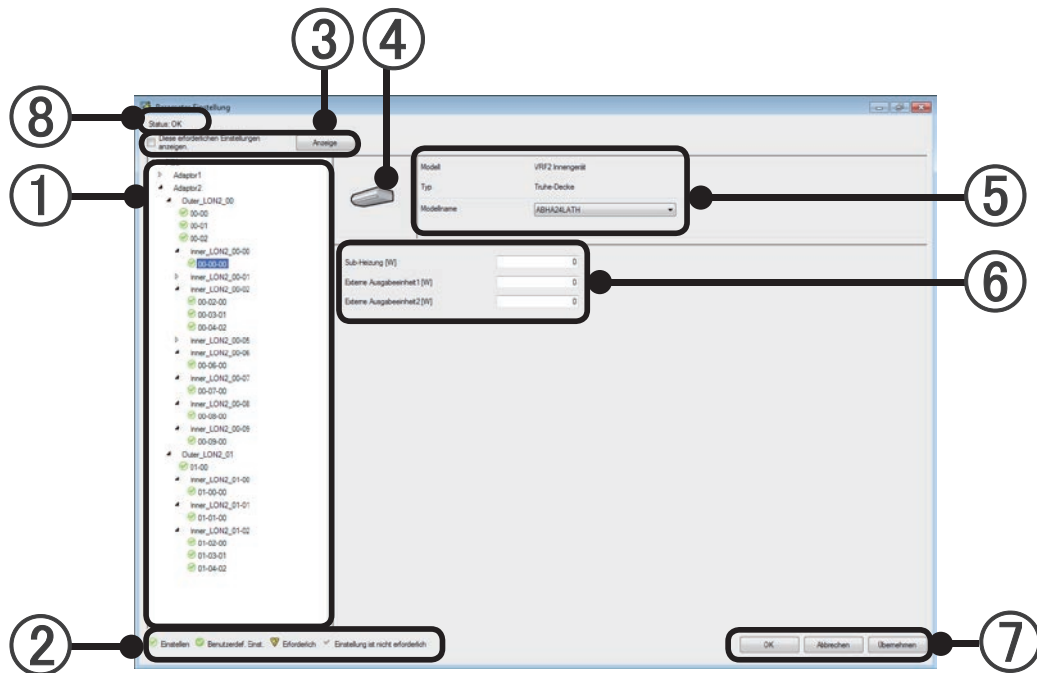 ③ ④
Parameter Einstellung
⑧
Status: OK
Diese erforderlichen Einstellungen
anzeigen.
Anzeige
①
Adaptor1
Adaptor2
Outer_LON2_00
00-00
00-01
00-02
inner_LON2_00-00
00-00-00
inner_LON2_00-01
inner_LON2_00-02
00-02-00
00-03-01
00-04-02
inner_LON2_00-05
inner_LON2_00-06
00-06-00
inner_LON2_00-07
00-07-00
inner_LON2_00-08
00-08-00
inner_LON2_00-09
00-09-00
Outer_LON2_01
01-00
inner_LON2_01-00
01-00-00
inner_LON2_01-01
01-01-00
inner_LON2_01-02
01-02-00
01-03-01
01-04-02
Modell VRF2 Innengerät
Typ Truhe-Decke
Modellname ABHA24LATH
⑤
Sub-Heizung [W] 0
Externe Ausgabeeinheit1 [W] 0
Externe Ausgabeeinheit2 [W] 0
⑥
②
Einstellen Benutzerdef. Einst. Erforderlich Einstellung ist nicht erforderlich
OK Abbrechen Übernehmen
⑦